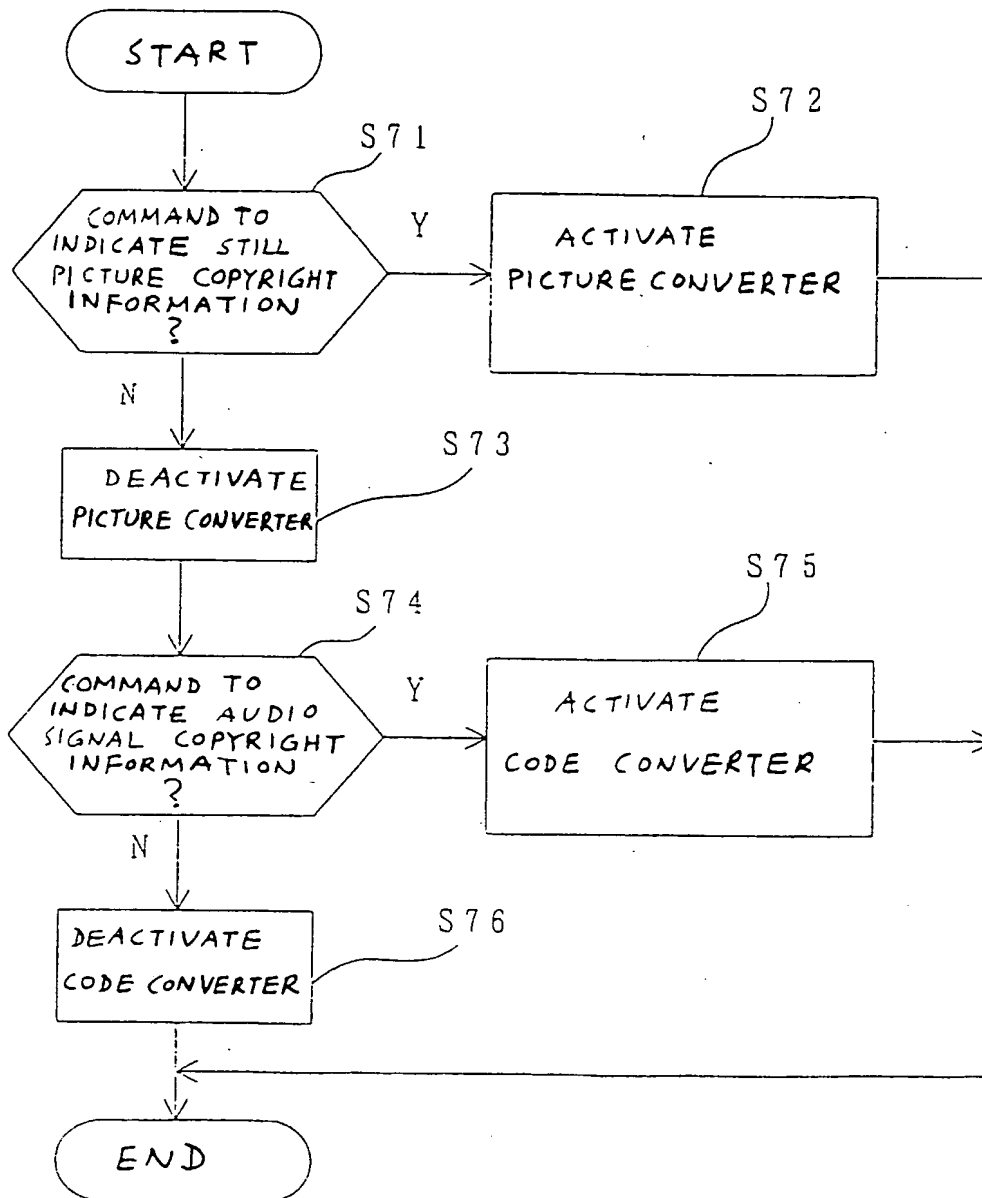 START
S71
S72
COMMAND TO
INDICATE STILL
PICTURE COPYRIGHT
INFORMATION
?
Y
ACTIVATE
PICTURE CONVERTER
N
S73
DEACTIVATE
PICTURE CONVERTER
S74
S75
COMMAND TO
INDICATE AUDIO
SIGNAL COPYRIGHT
INFORMATION
?
Y
ACTIVATE
CODE CONVERTER
N
S76
DEACTIVATE
CODE CONVERTER
END